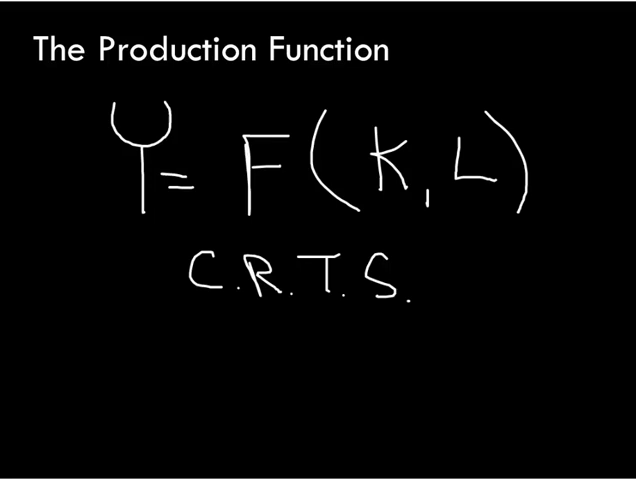 The Production Function
Y = F(K, L)
C.R.T.S.